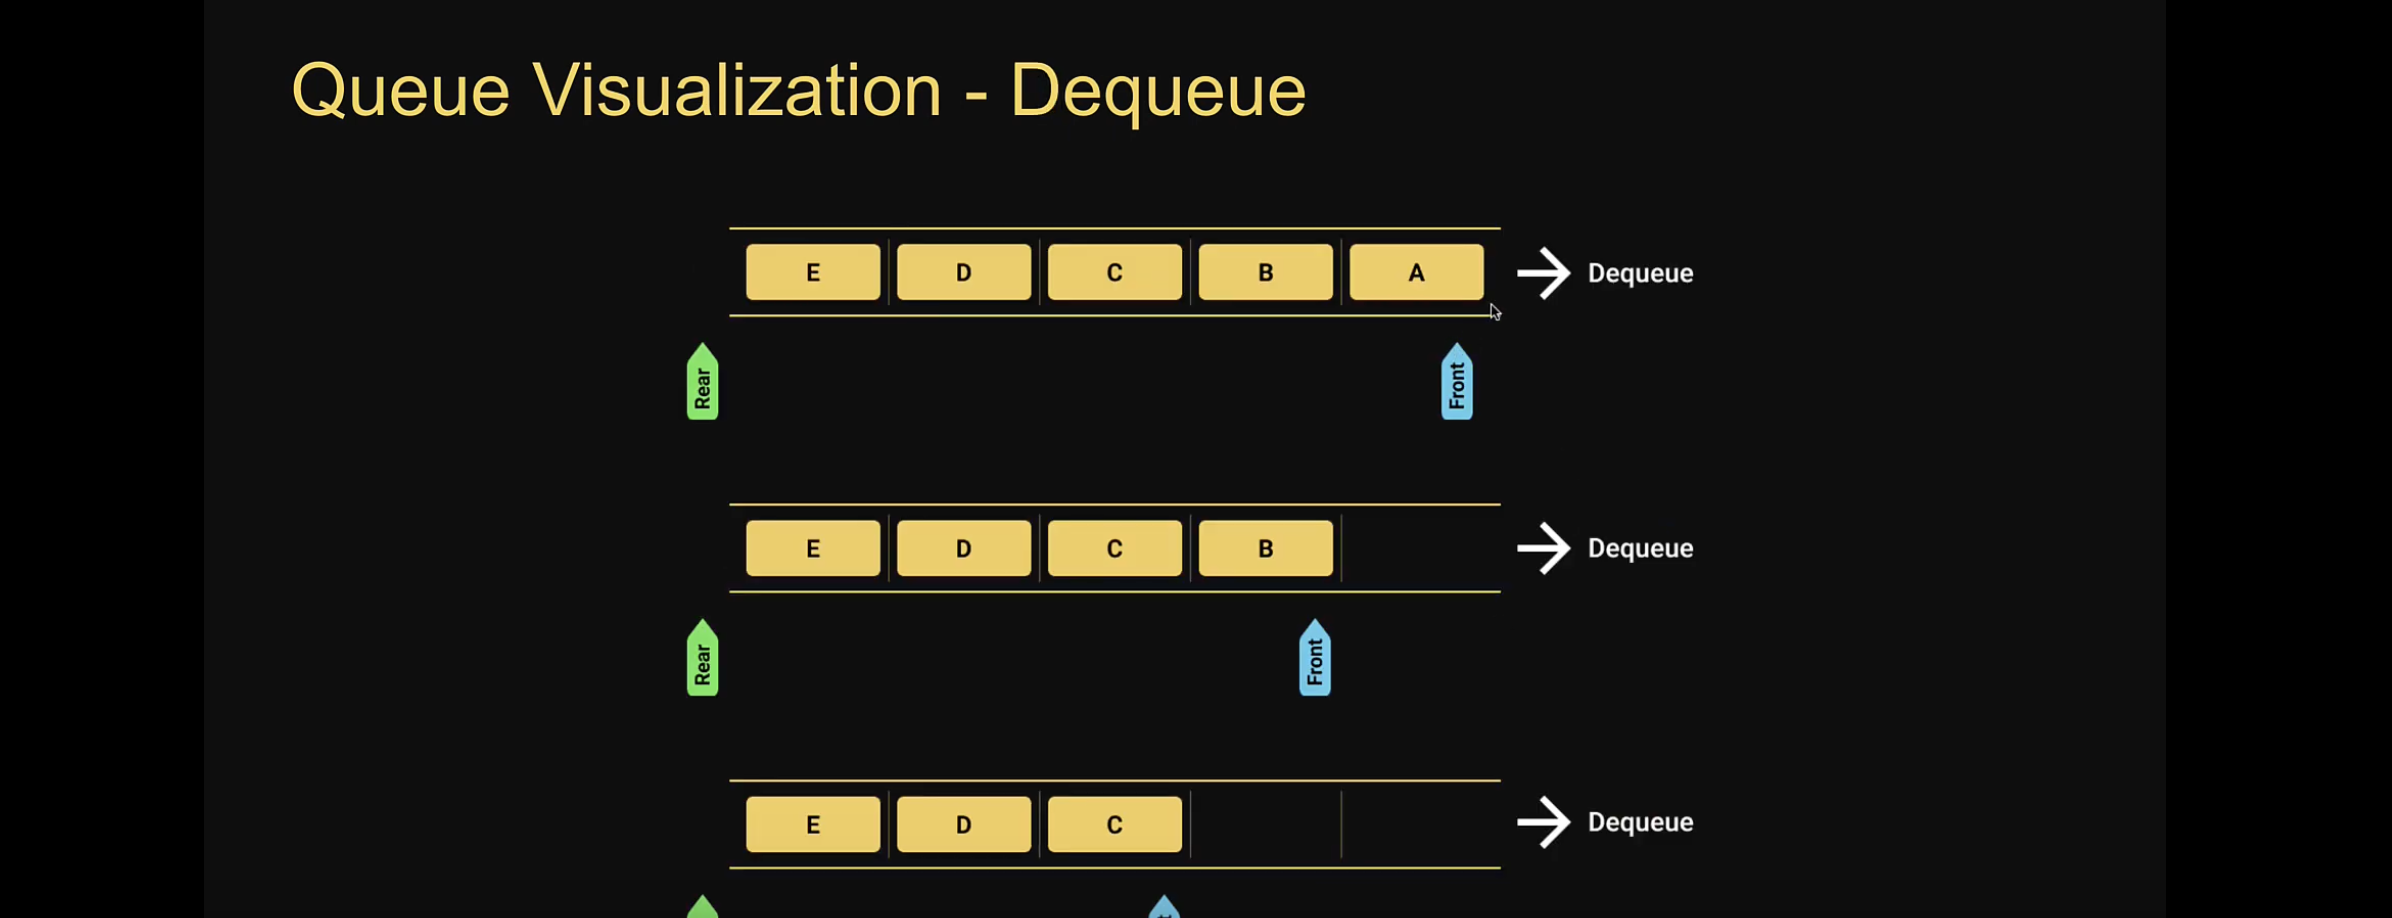 Queue Visualization - Dequeue
E D C B A Dequeue
Rear Front
E D C B Dequeue
Rear Front
E D C Dequeue